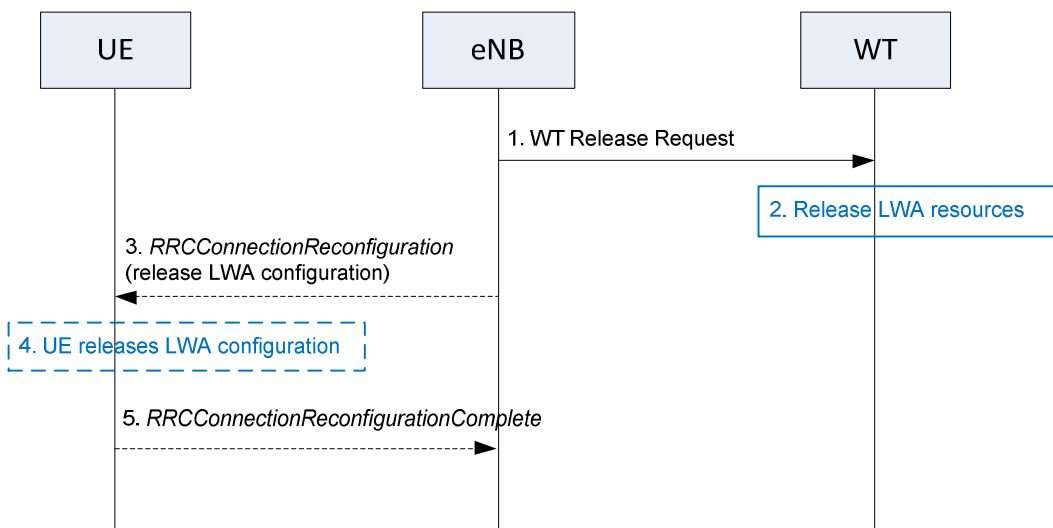 UE
eNB
WT
1. WT Release Request
2. Release LWA resources
3. RRCConnectionReconfiguration
(release LWA configuration)
4. UE releases LWA configuration
5. RRCConnectionReconfigurationComplete